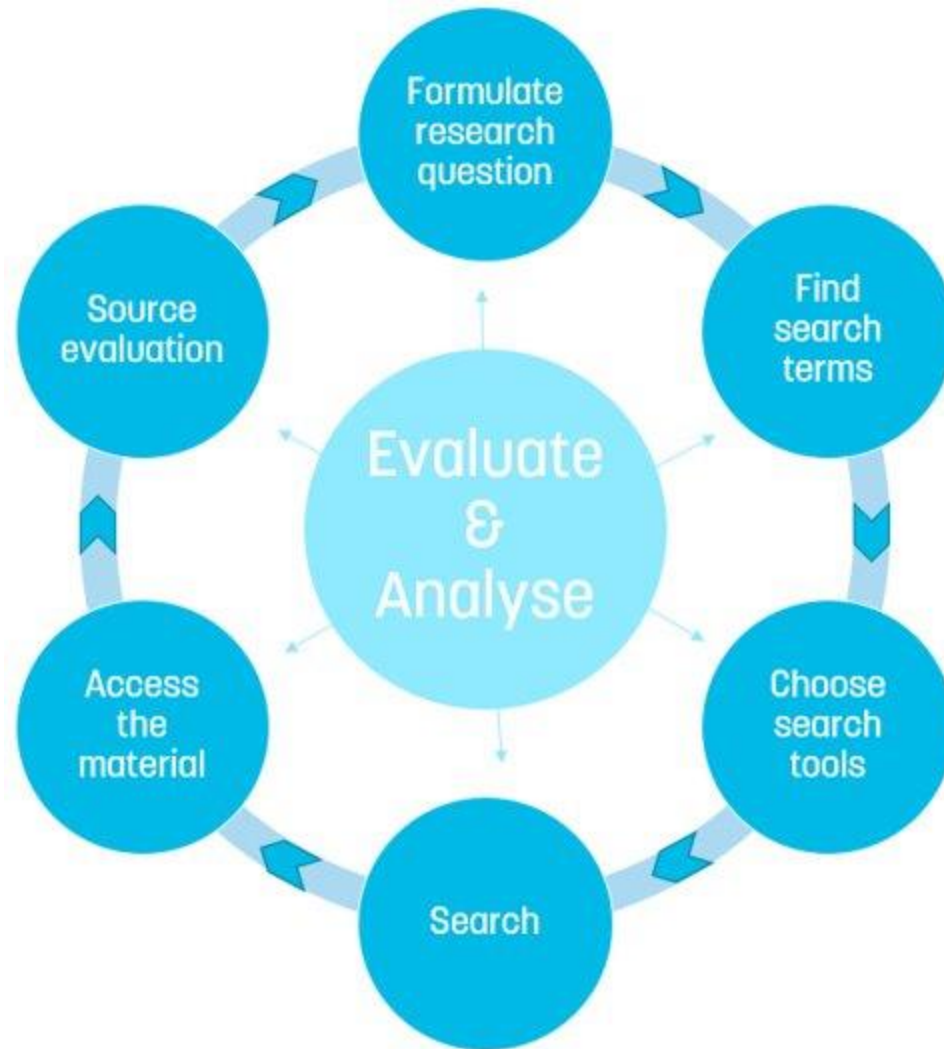 Formulate
research
question
Find
search
terms
Choose
search
tools
Search
Access
the
material
Source
evaluation
Evaluate
&
Analyse